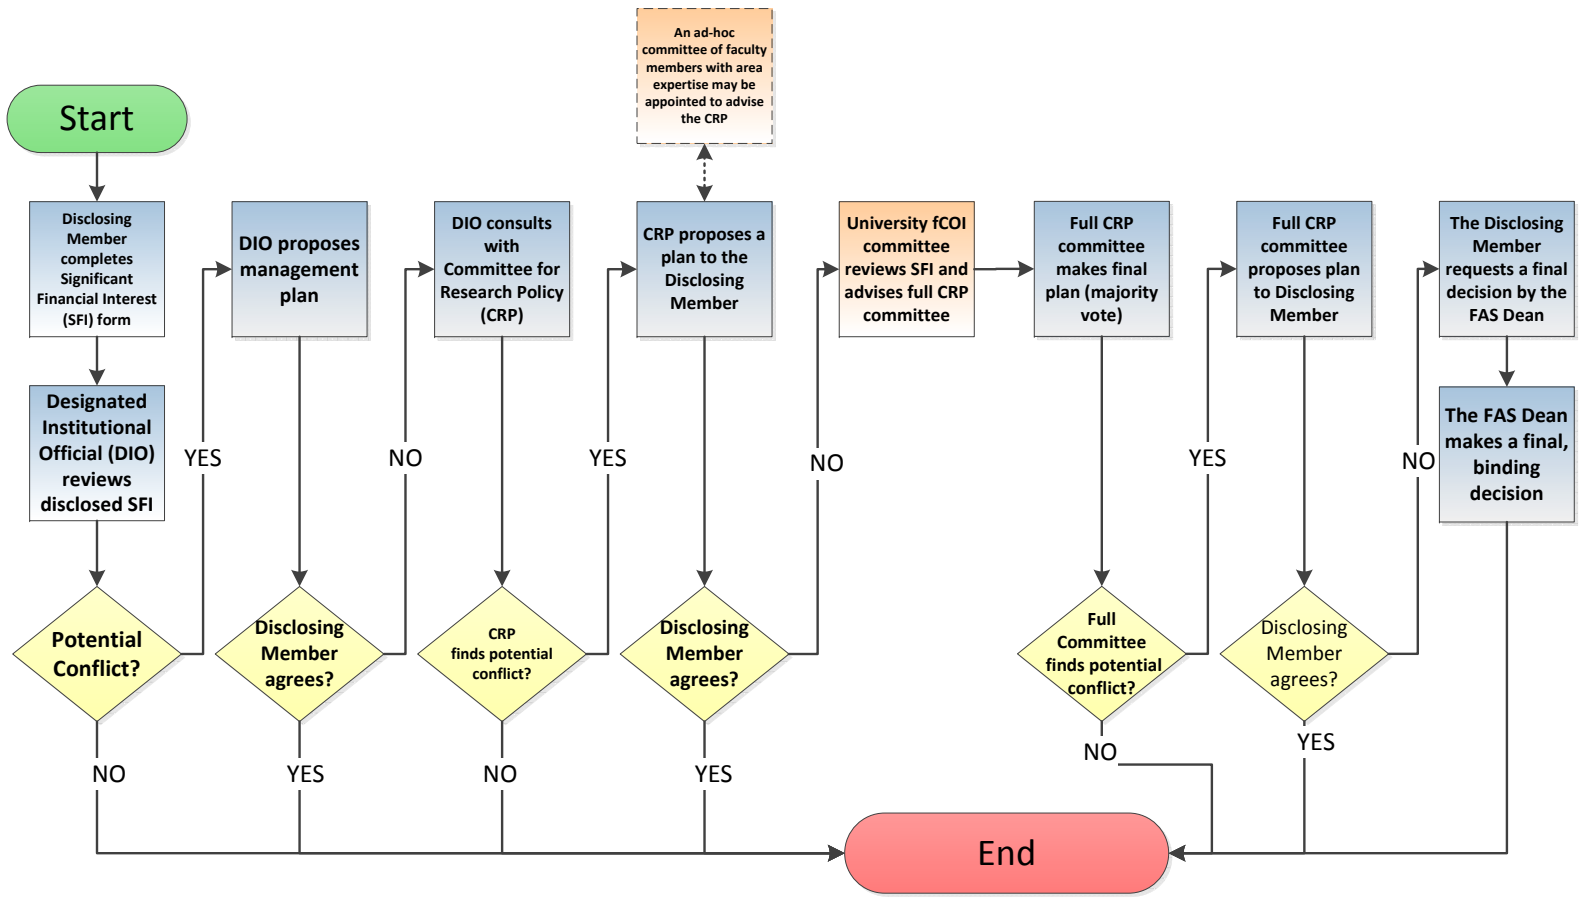 An ad-hoc
committee of faculty
members with area
expertise may be
appointed to advise
the CRP
Start
Disclosing
Member
completes
Significant
Financial Interest
(SFI) form
DIO proposes
management
plan
DIO consults
with
Committee for
Research Policy
(CRP)
CRP proposes a
plan to the
Disclosing
Member
University fCOI
committee
reviews SFI and
advises full CRP
committee
Full CRP
committee
makes final
plan (majority
vote)
Full CRP
committee
proposes plan
to Disclosing
Member
The Disclosing
Member
requests a final
decision by the
FAS Dean
Designated
Institutional
Official (DIO)
reviews
disclosed SFI
The FAS Dean
makes a final,
binding
decision
YES
NO
YES
NO
YES
NO
Potential
Conflict?
Disclosing
Member
agrees?
CRP
finds potential
conflict?
Disclosing
Member
agrees?
Full
Committee
finds potential
conflict?
Disclosing
Member
agrees?
NO
YES
NO
YES
NO
YES
End